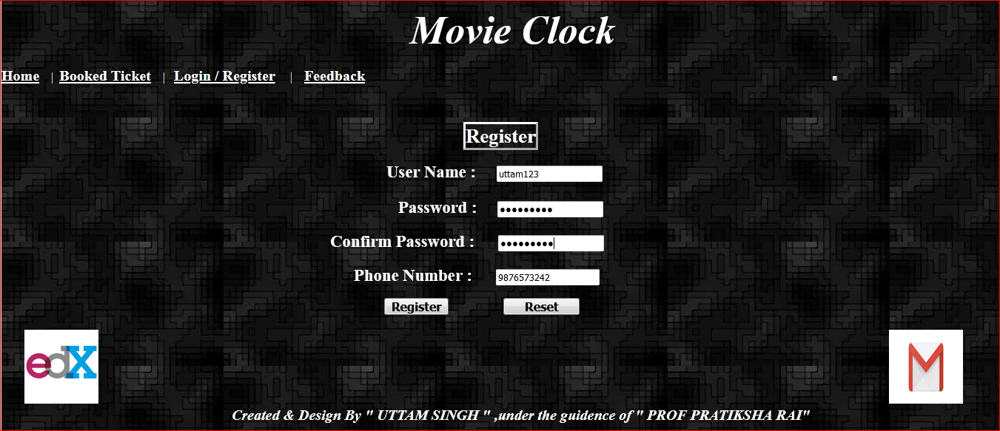 Movie Clock
Home | Booked Ticket | Login / Register | Feedback
Register
User Name : uttam123
Password : •••••••••
Confirm Password : •••••••••
Phone Number : 9876573242
Register Reset
edX
M
Created & Design By " UTTAM SINGH " ,under the guidence of " PROF PRATIKSHA RAI"